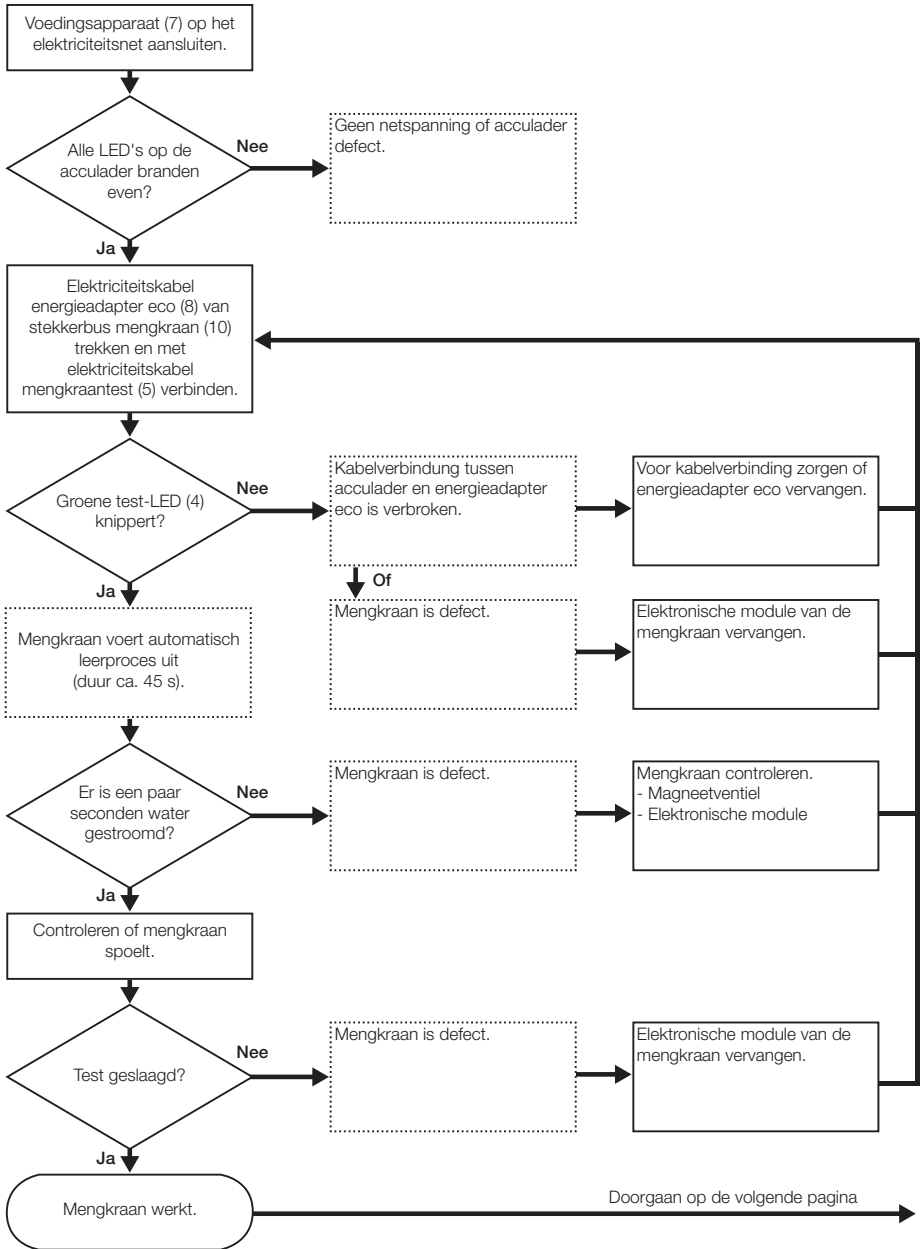 Voedingsapparaat (7) op het
elektriciteitsnet aansluiten.
Alle LED's op de
acculader branden
even?
Nee
Geen netspanning of acculader
defect.
Ja
Elektriciteitskabel
energieadapter eco (8) van
stekkerbus mengkraan (10)
trekken en met
elektriciteitskabel
mengkraantest (5) verbinden.
Groene test-LED (4)
knippert?
Nee
Kabelverbinding tussen
acculader en energieadapter
eco is verbroken.
Voor kabelverbinding zorgen of
energieadapter eco vervangen.
Of
Mengkraan is defect.
Elektronische module van de
mengkraan vervangen.
Ja
Mengkraan voert automatisch
leerproces uit
(duur ca. 45 s).
Er is een paar
seconden water
gestroomd?
Nee
Mengkraan is defect.
Mengkraan controleren.
- Magneetventiel
- Elektronische module
Ja
Controleren of mengkraan
spoelt.
Test geslaagd?
Nee
Mengkraan is defect.
Elektronische module van de
mengkraan vervangen.
Ja
Mengkraan werkt.
Doorgaan op de volgende pagina